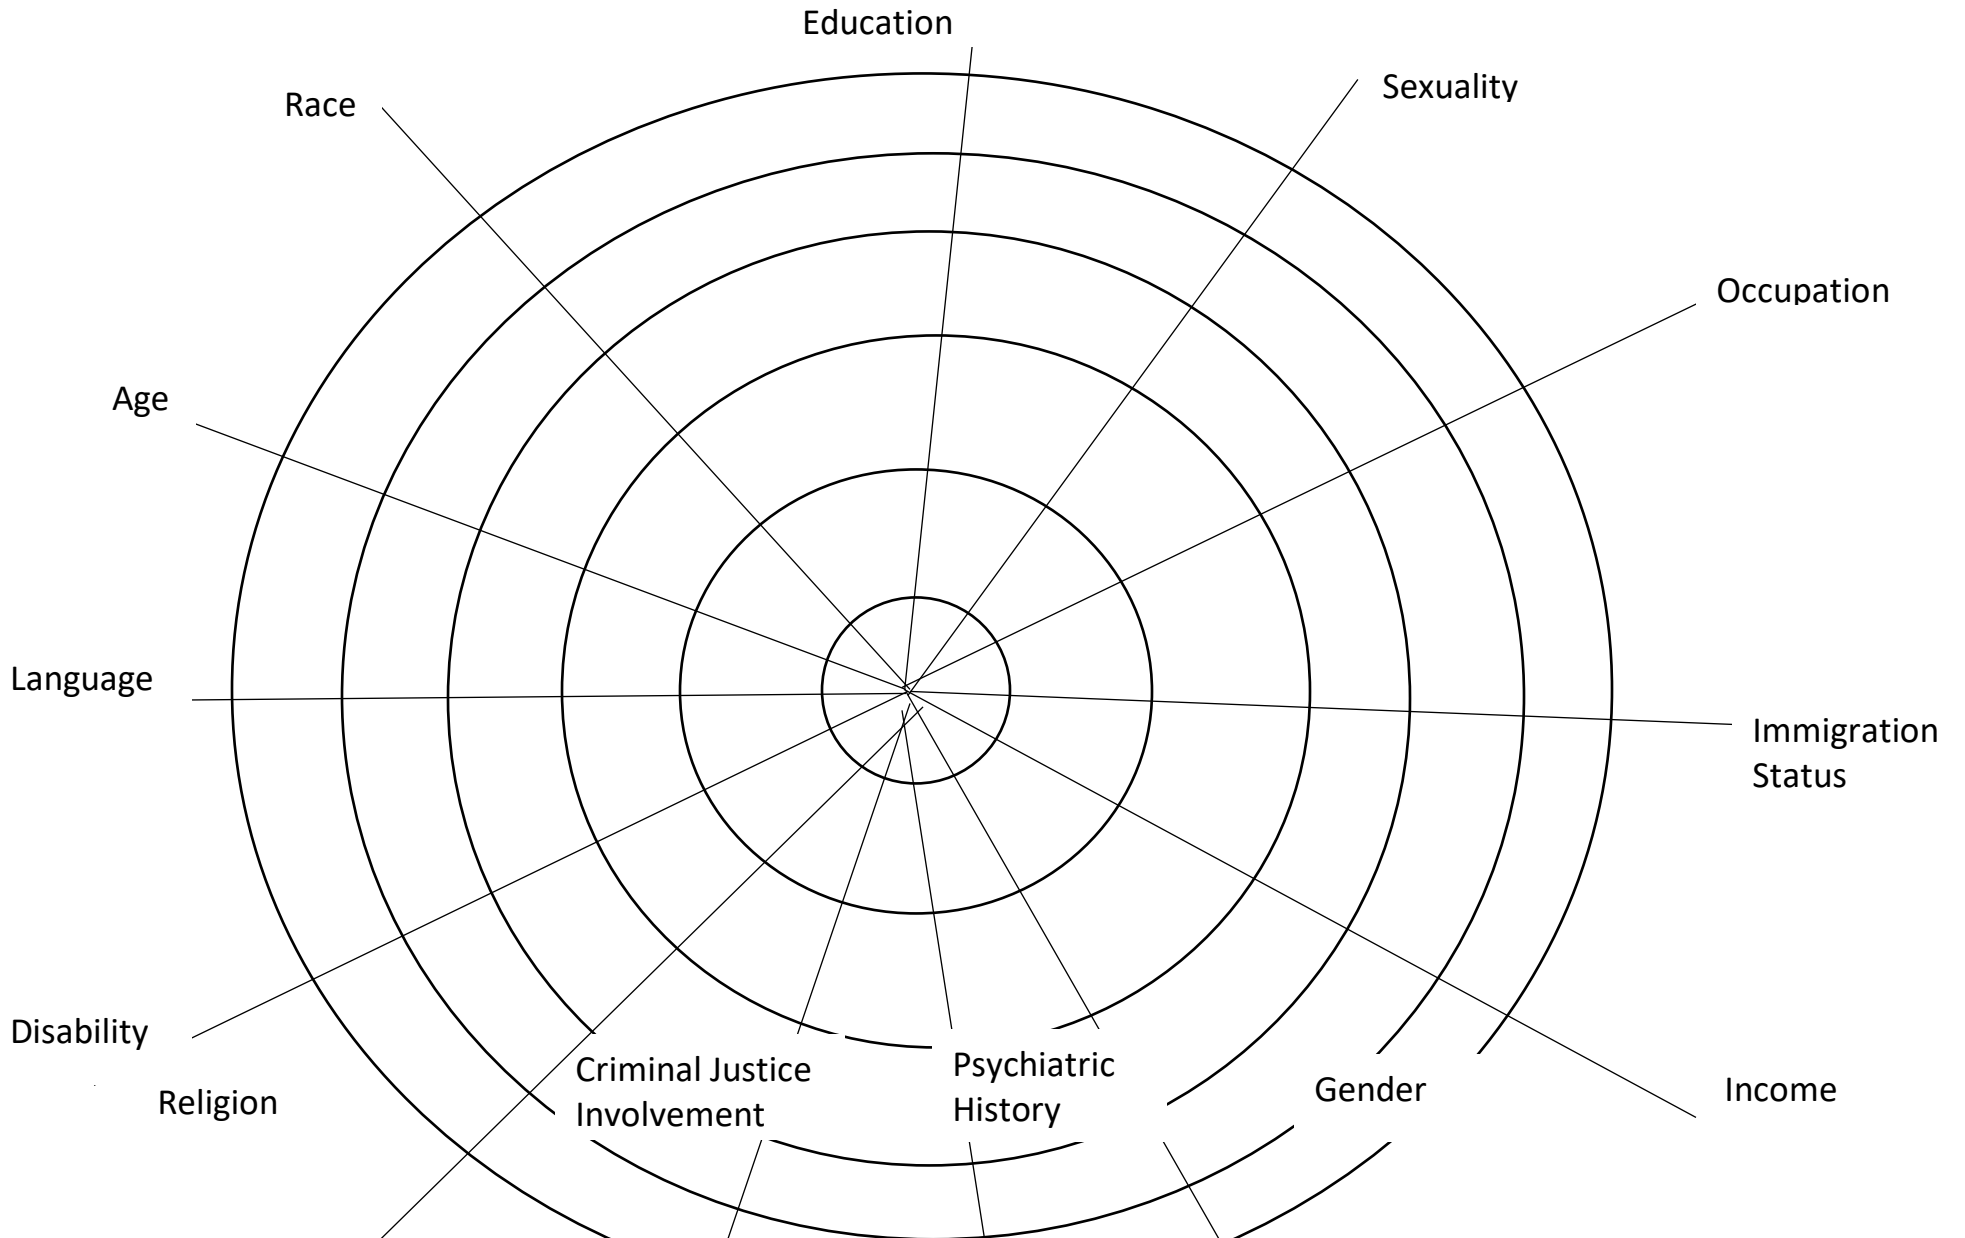 Education
Sexuality
Race
Occupation
Age
Language
Immigration
Status
Disability
Religion
Criminal Justice
Involvement
Psychiatric
History
Gender
Income